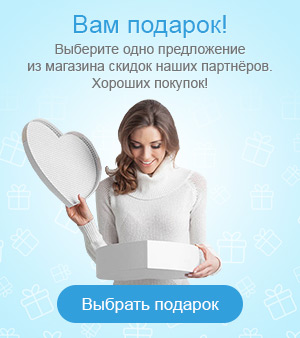 Вам подарок!
Выберите одно предложение
из магазина скидок наших партнёров.
Хороших покупок!
Выбрать подарок